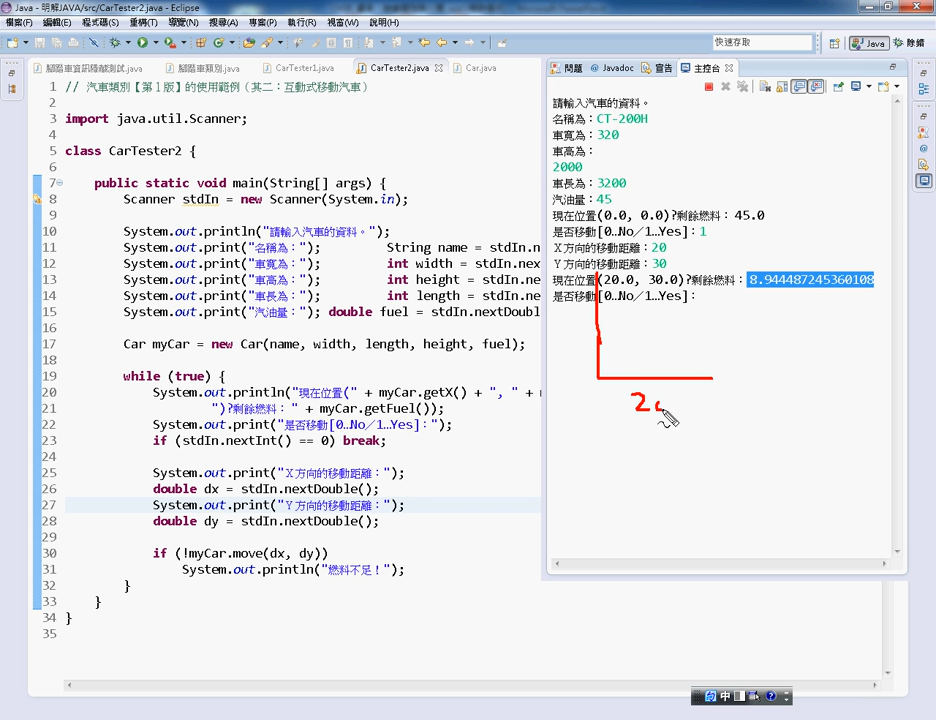 Java - 明解JAVA/src/CarTester2.java - Eclipse
檔案(F) 編輯(E) 程式碼(S) 重構(T) 導覽(N) 搜尋(A) 專案(P) 執行(R) 視窗(W) 說明(H)
快速存取 Java 除錯
腳踏車類別.java CarTester1.java CarTester2.java Car.java
問題 Javadoc 宣告 主控台
1 // 汽車類別【第１版】的使用範例（其二：互動式移動汽車）
2
3 import java.util.Scanner;
4
5 class CarTester2 {
6
7 public static void main(String[] args) {
8 Scanner stdIn = new Scanner(System.in);
9
10 System.out.println("請輸入汽車的資料。");
11 System.out.print("名稱為："); String name = stdIn.n
12 System.out.print("車寬為："); int width = stdIn.nex
13 System.out.print("車高為："); int height = stdIn.ne
14 System.out.print("車長為："); int length = stdIn.ne
15 System.out.print("汽油量："); double fuel = stdIn.nextDoubl
16
17 Car myCar = new Car(name, width, length, height, fuel);
18
19 while (true) {
20 System.out.println("現在位置(" + myCar.getX() + ", " + m
21 ")?剩餘燃料：" + myCar.getFuel());
22 System.out.print("是否移動[0…No／1…Yes]：");
23 if (stdIn.nextInt() == 0) break;
24
25 System.out.print("Ｘ方向的移動距離：");
26 double dx = stdIn.nextDouble();
27 System.out.print("Ｙ方向的移動距離：");
28 double dy = stdIn.nextDouble();
29
30 if (!myCar.move(dx, dy))
31 System.out.println("燃料不足！");
32 }
33 }
34 }
35
請輸入汽車的資料。
名稱為：CT-200H
車寬為：320
車高為：
2000
車長為：3200
汽油量：45
現在位置(0.0, 0.0)?剩餘燃料：45.0
是否移動[0…No／1…Yes]：1
Ｘ方向的移動距離：20
Ｙ方向的移動距離：30
現在位置(20.0, 30.0)?剩餘燃料：8.944487245360108
是否移動[0…No／1…Yes]：
2
中